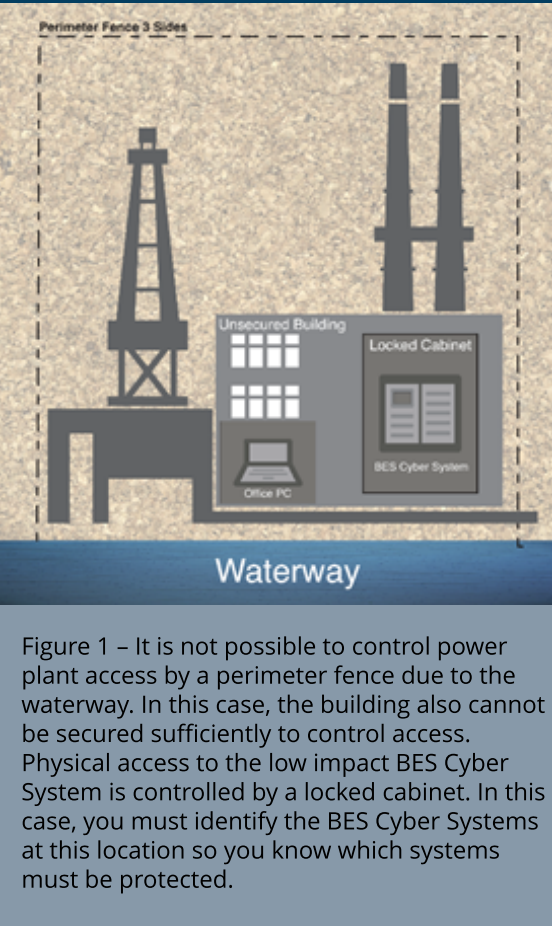 Perimeter Fence 3 Sides
Unsecured Building
Locked Cabinet
BES Cyber System
Office PC
Waterway
Figure 1 – It is not possible to control power
plant access by a perimeter fence due to the
waterway. In this case, the building also cannot
be secured sufficiently to control access.
Physical access to the low impact BES Cyber
System is controlled by a locked cabinet. In this
case, you must identify the BES Cyber Systems
at this location so you know which systems
must be protected.